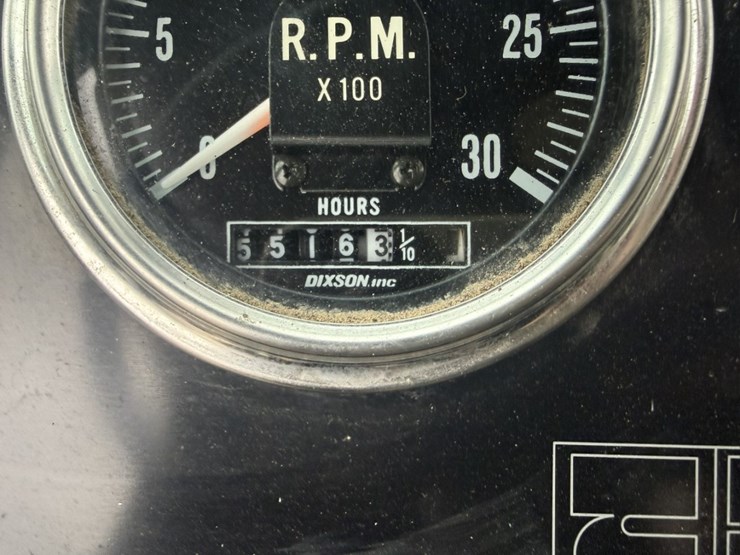 5 25
R.P.M.
X100
0 30
HOURS
5 5 1 6 3 1/10
DIXSON.inc